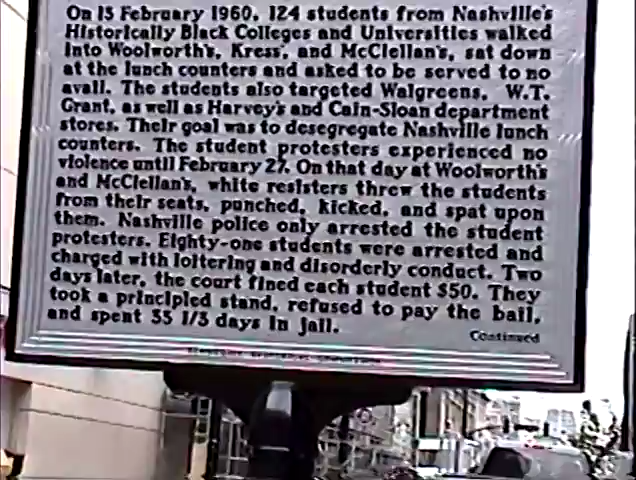 On 13 February 1960, 124 students from Nashville's
Historically Black Colleges and Universities walked
into Woolworth's, Kress', and McClellan's, sat down
at the lunch counters and asked to be served to no
avail. The students also targeted Walgreens, W.T.
Grant, as well as Harvey's and Cain-Sloan department
stores. Their goal was to desegregate Nashville lunch
counters. The student protesters experienced no
violence until February 27. On that day at Woolworth's
and McClellan's, white resisters threw the students
from their seats, punched, kicked, and spat upon
them. Nashville police only arrested the student
protesters. Eighty-one students were arrested and
charged with loitering and disorderly conduct. Two
days later, the court fined each student $50. They
took a principled stand, refused to pay the bail,
and spent 33 1/3 days in jail.
Continued